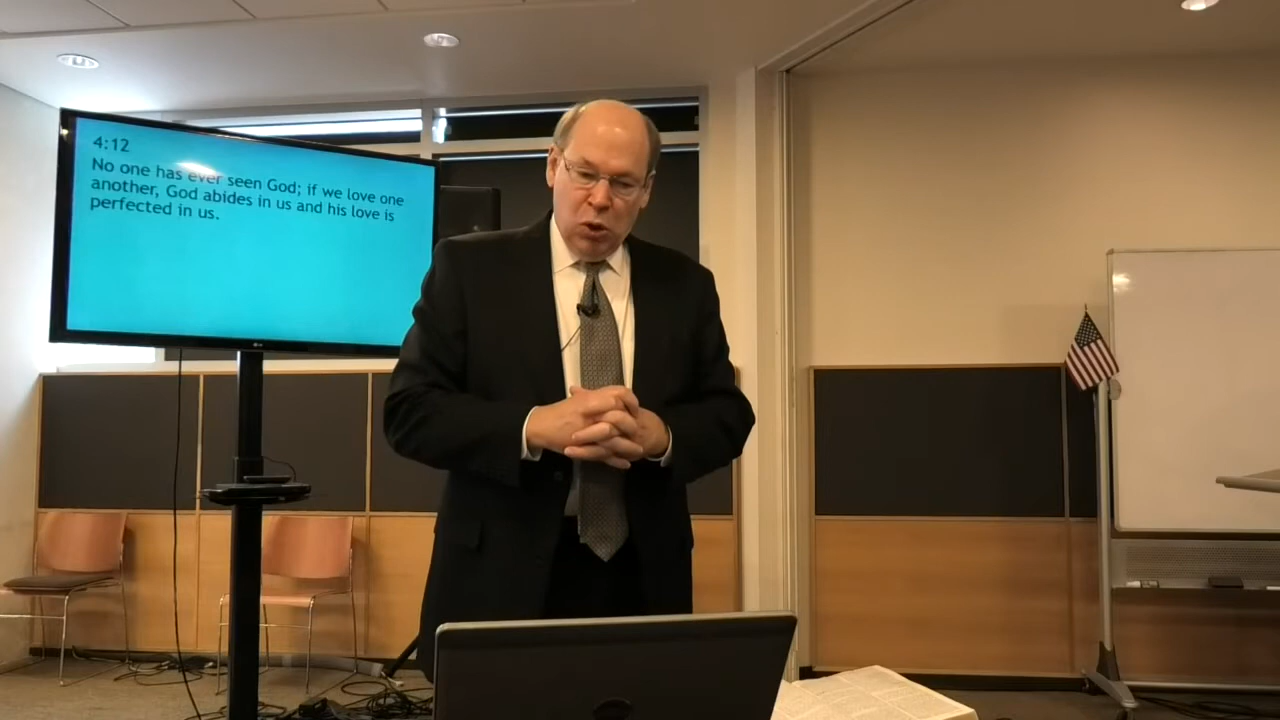 4:12
No one has ever seen God; if we love one
another, God abides in us and his love is
perfected in us.